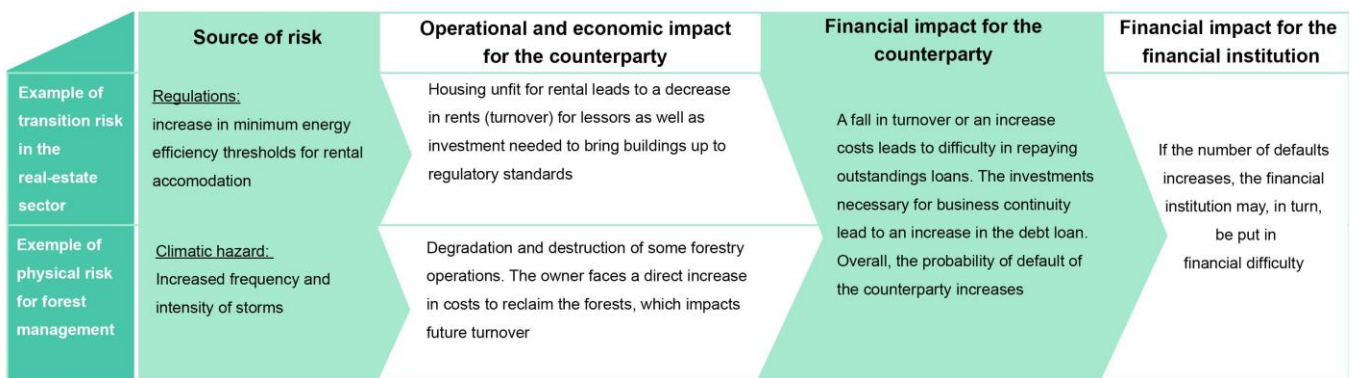 Source of risk
Operational and economic impact
for the counterparty
Financial impact for the
counterparty
Financial impact for the
financial institution
Example of
transition risk
in the
real-estate
sector
Regulations:
increase in minimum energy
efficiency thresholds for rental
accomodation
Housing unfit for rental leads to a decrease
in rents (turnover) for lessors as well as
investment needed to bring buildings up to
regulatory standards
A fall in turnover or an increase
costs leads to difficulty in repaying
outstandings loans. The investments
necessary for business continuity
lead to an increase in the debt loan.
Overall, the probability of default of
the counterparty increases
If the number of defaults
increases, the financial
institution may, in turn,
be put in
financial difficulty
Exemple of
physical risk
for forest
management
Climatic hazard:
Increased frequency and
intensity of storms
Degradation and destruction of some forestry
operations. The owner faces a direct increase
in costs to reclaim the forests, which impacts
future turnover